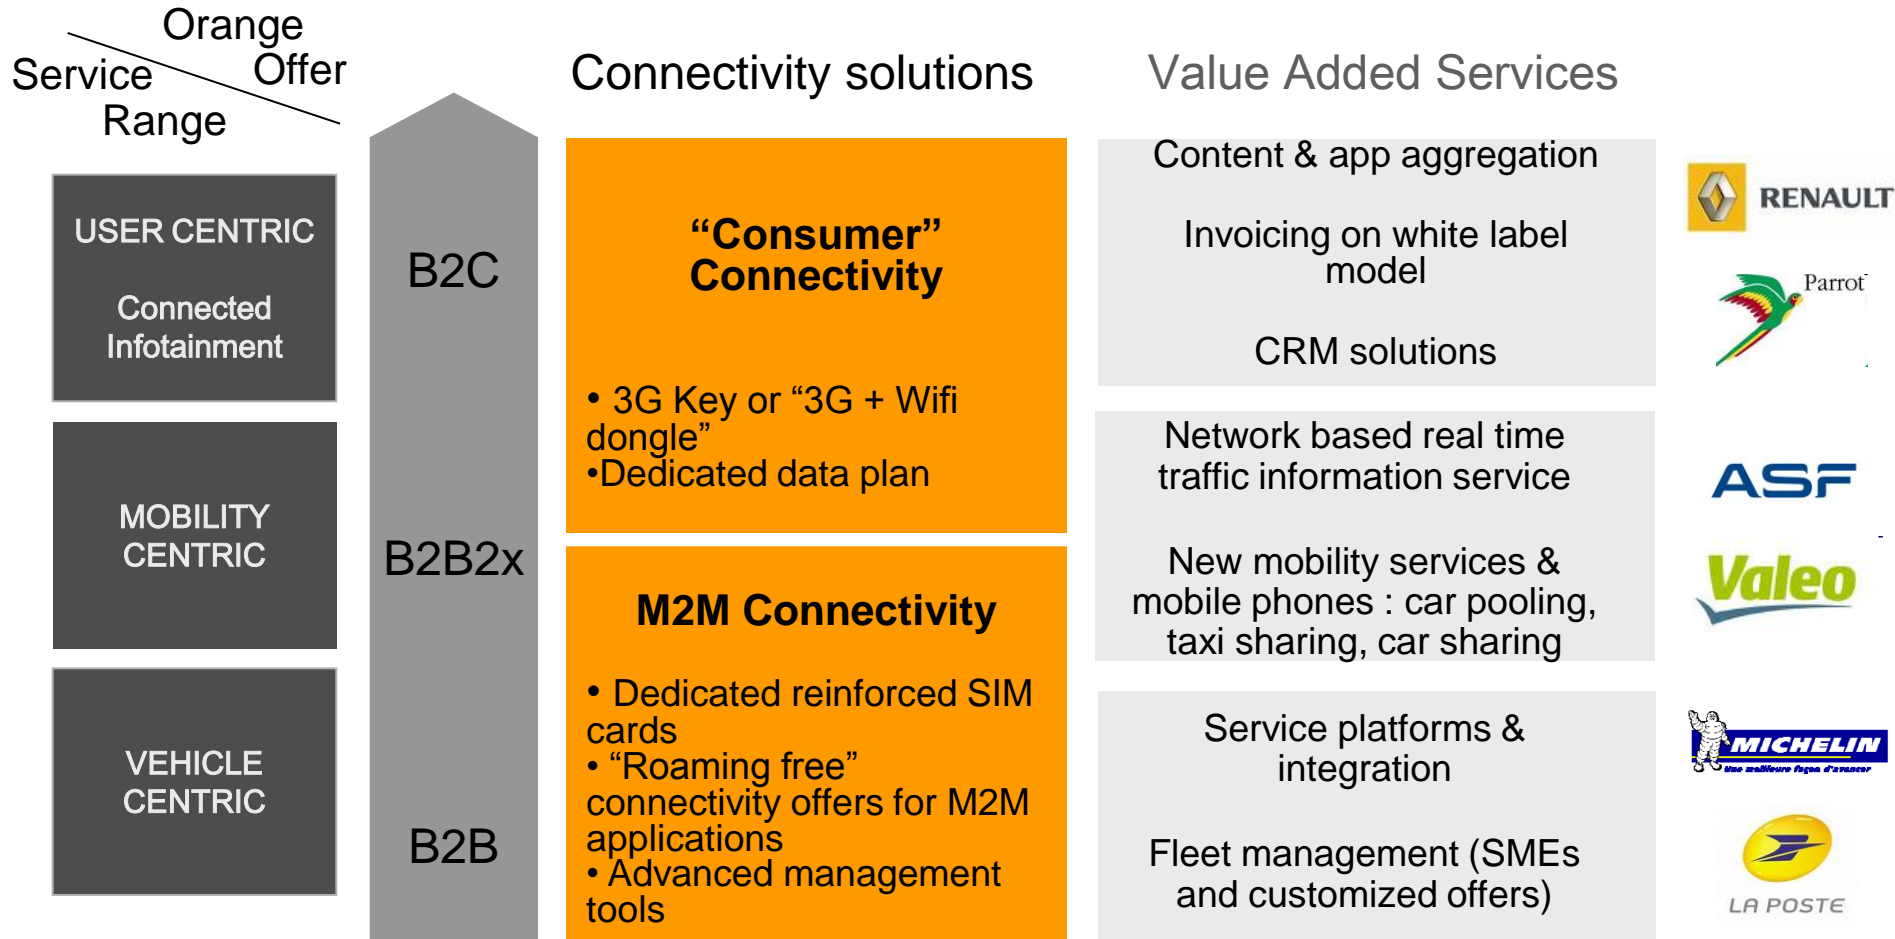 Orange
Offer
Service
Range
Connectivity solutions
Value Added Services
USER CENTRIC
Connected
Infotainment
MOBILITY
CENTRIC
VEHICLE
CENTRIC
B2C
B2B2x
B2B
“Consumer”
Connectivity
• 3G Key or “3G + Wifi
dongle”
•Dedicated data plan
M2M Connectivity
• Dedicated reinforced SIM
cards
• “Roaming free”
connectivity offers for M2M
applications
• Advanced management
tools
Content & app aggregation
Invoicing on white label
model
CRM solutions
Network based real time
traffic information service
New mobility services &
mobile phones : car pooling,
taxi sharing, car sharing
Service platforms &
integration
Fleet management (SMEs
and customized offers)
RENAULT
Parrot
ASF
Valeo
MICHELIN
Une meilleure façon d'avancer
LA POSTE